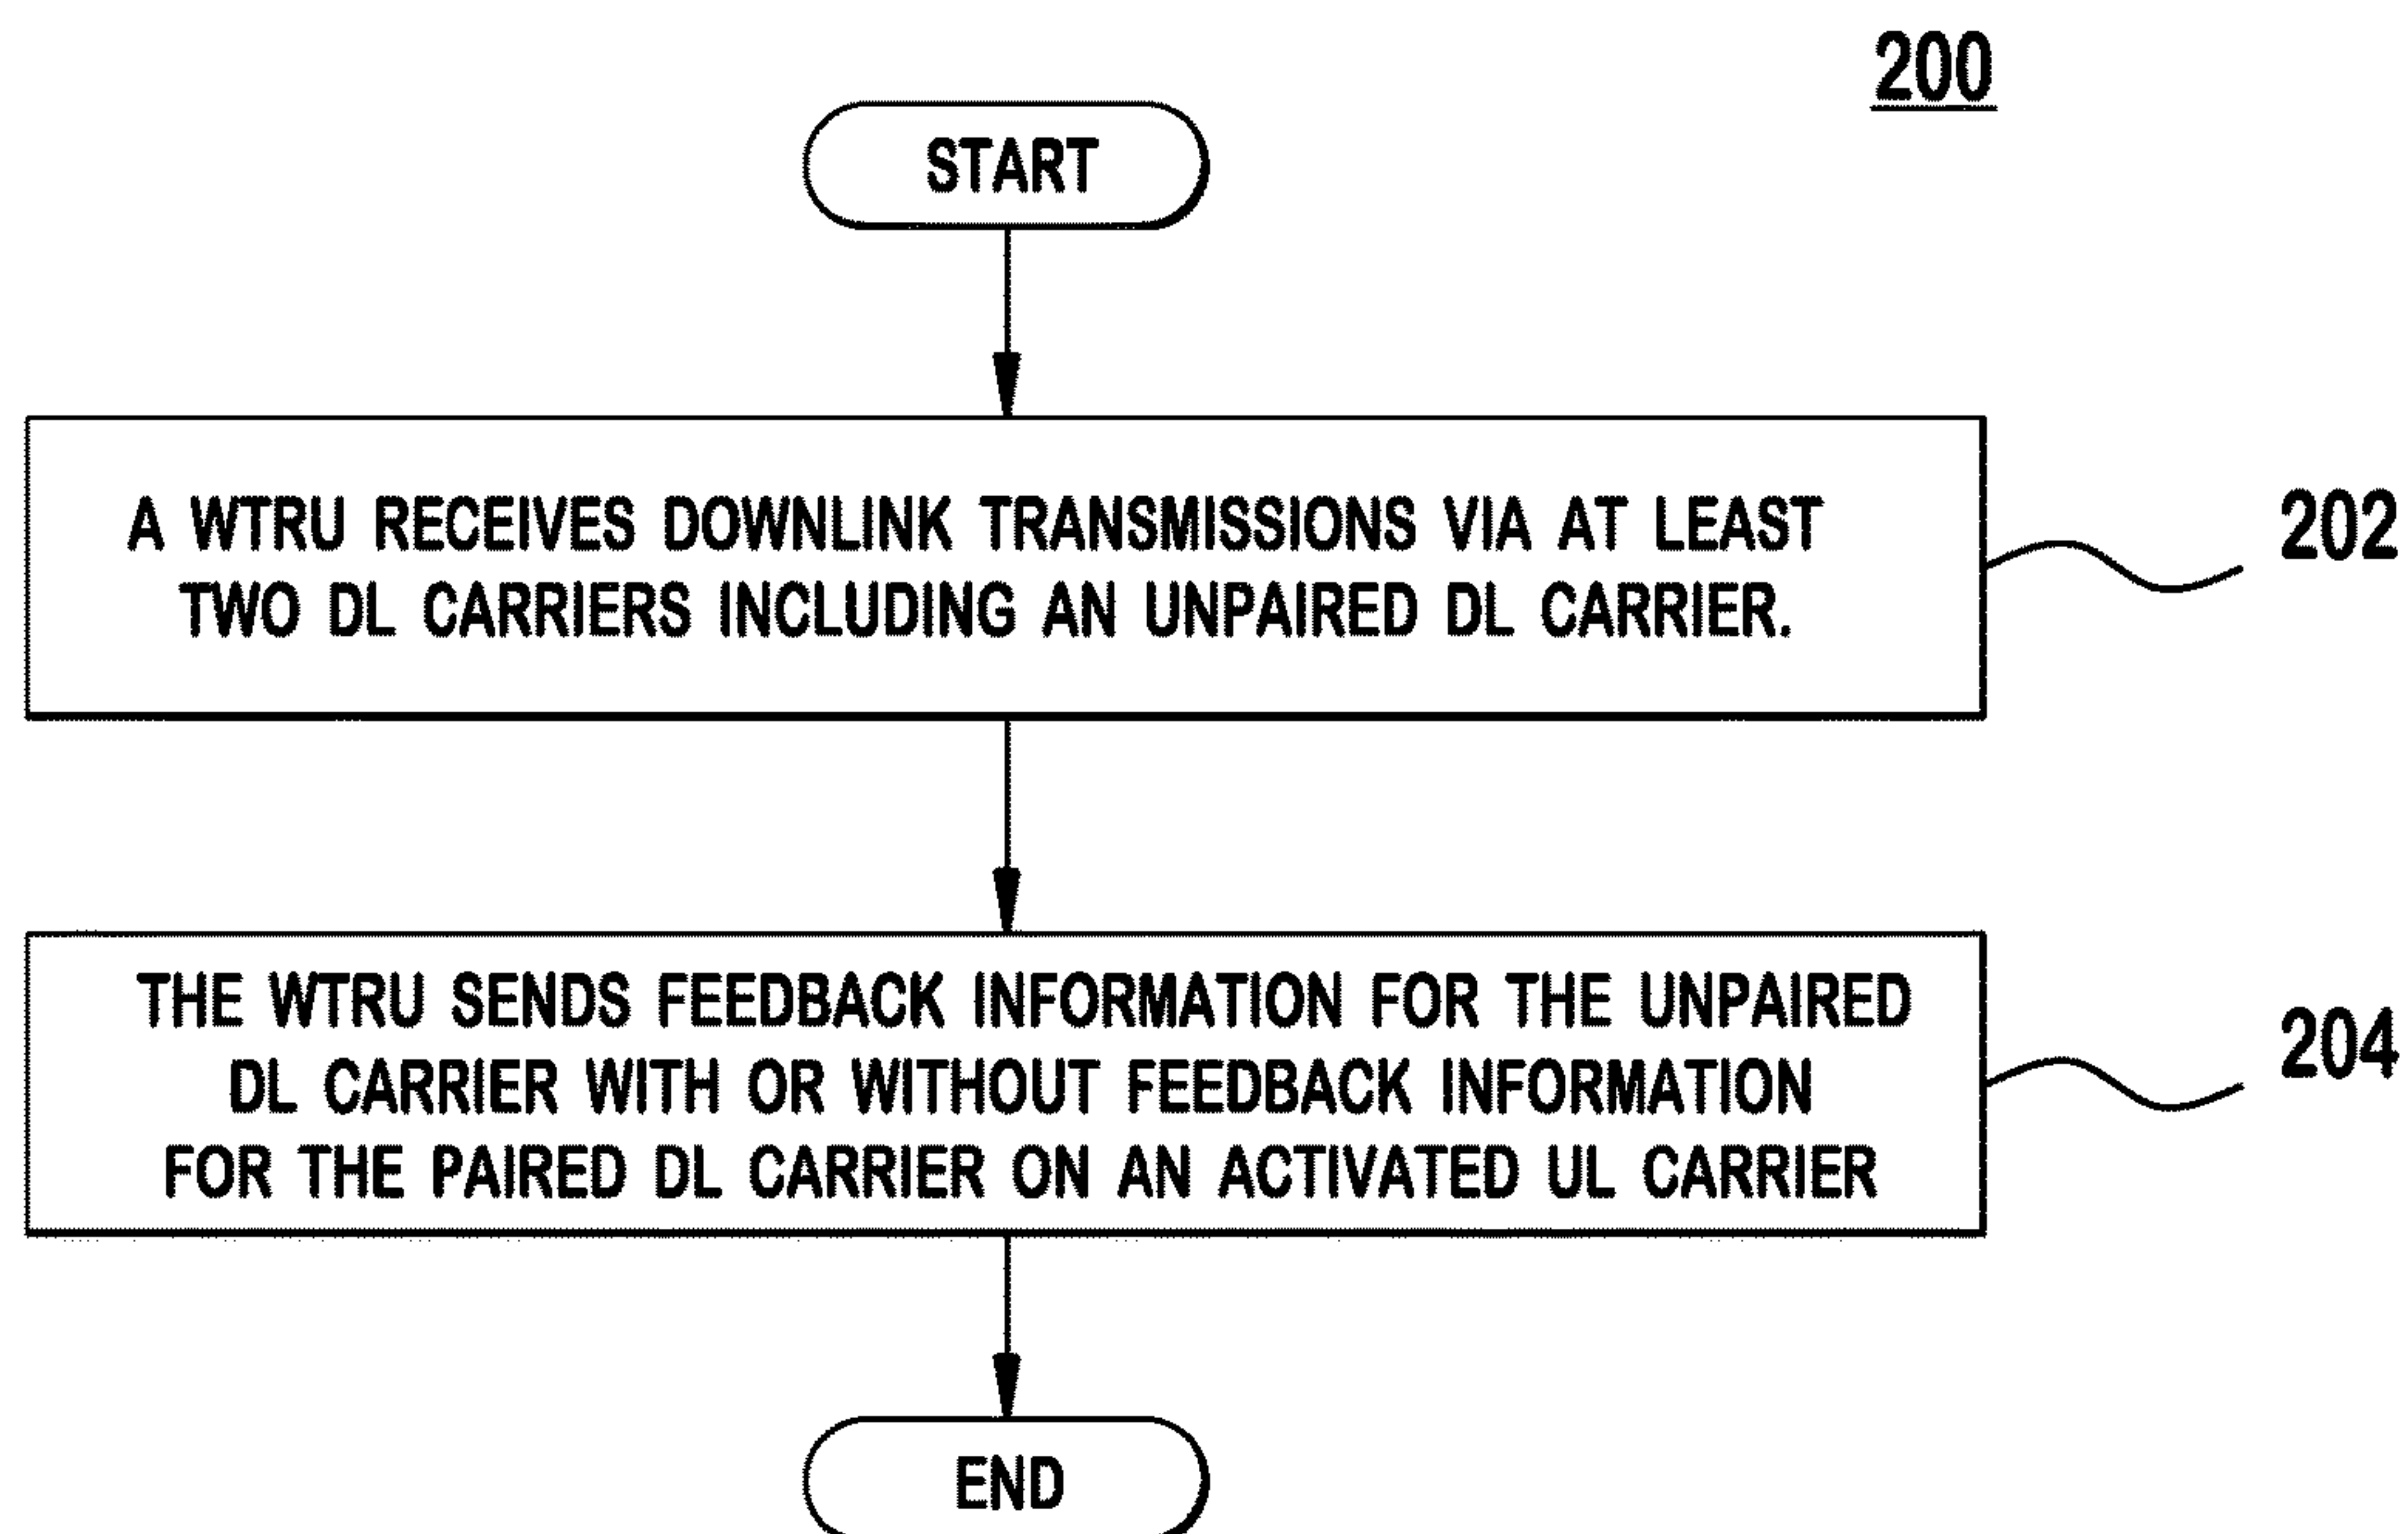 200
START
A WTRU RECEIVES DOWNLINK TRANSMISSIONS VIA AT LEAST
TWO DL CARRIERS INCLUDING AN UNPAIRED DL CARRIER.
202
THE WTRU SENDS FEEDBACK INFORMATION FOR THE UNPAIRED
DL CARRIER WITH OR WITHOUT FEEDBACK INFORMATION
FOR THE PAIRED DL CARRIER ON AN ACTIVATED UL CARRIER
204
END